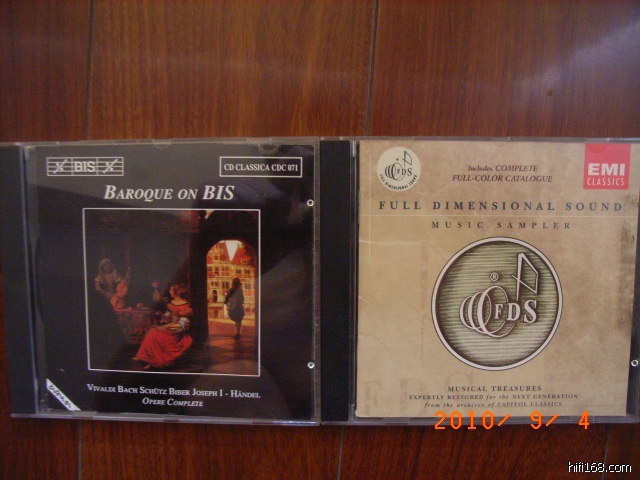 BIS
CD CLASSICA CDC 071
BAROQUE ON BIS
VIVALDI BACH SCHÜTZ BIBER JOSEPH I - HÄNDEL
OPERE COMPLETE
FDS
Includes COMPLETE
FULL-COLOR CATALOGUE
EMI
CLASSICS
FULL DIMENSIONAL SOUND
MUSIC SAMPLER
®
FDS
MUSICAL TREASURES
EXPERTLY RESTORED for the NEXT GENERATION
from the archives of CAPITOL CLASSICS
2010/ 9/ 4
hifi168.com